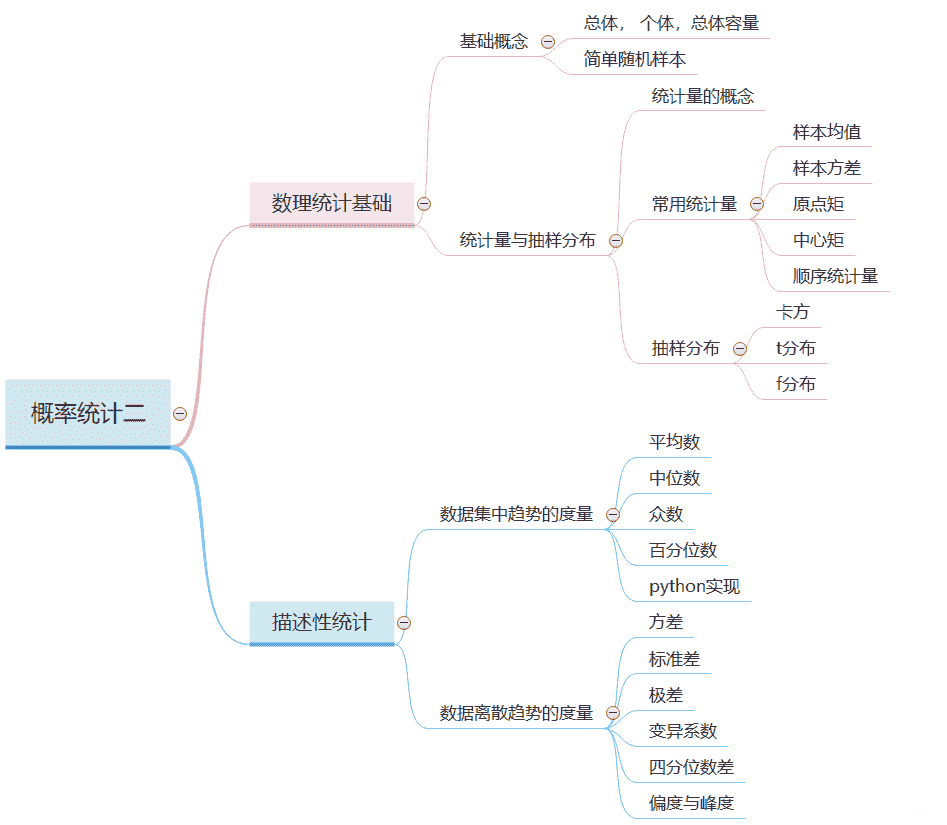 概率统计二
数理统计基础
基础概念
总体， 个体，总体容量
简单随机样本
统计量与抽样分布
统计量的概念
常用统计量
样本均值
样本方差
原点矩
中心矩
顺序统计量
抽样分布
卡方
t分布
f分布
描述性统计
数据集中趋势的度量
平均数
中位数
众数
百分位数
python实现
数据离散趋势的度量
方差
标准差
极差
变异系数
四分位数差
偏度与峰度